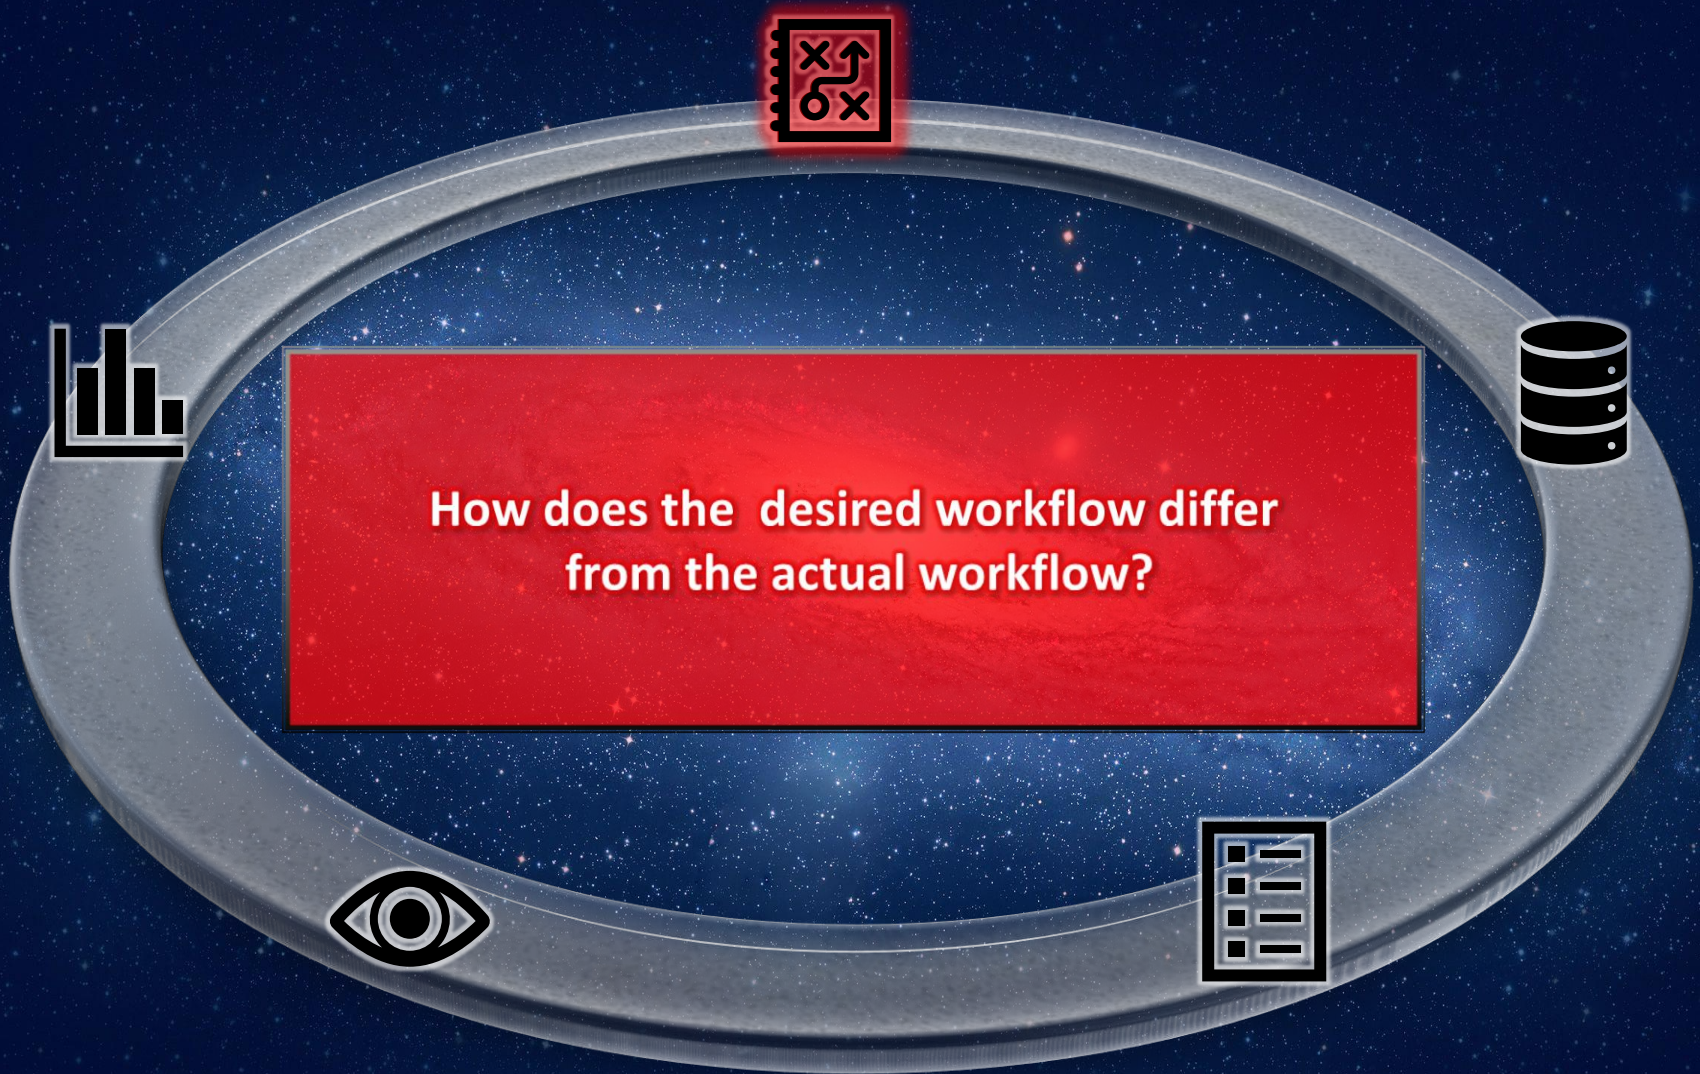 How does the  desired workflow differ
from the actual workflow?